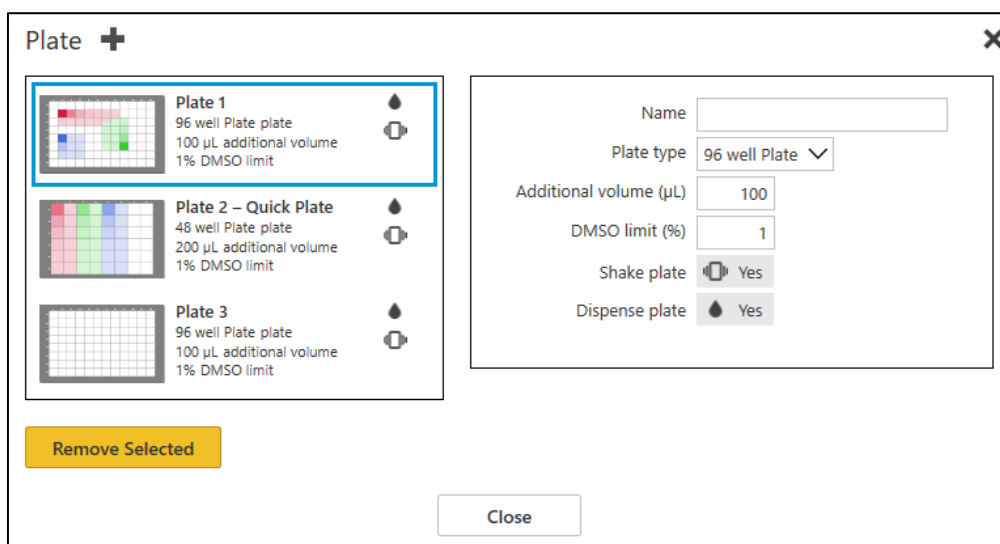 Plate
Plate 1
96 well Plate plate
100 µL additional volume
1% DMSO limit
Plate 2 – Quick Plate
48 well Plate plate
200 µL additional volume
1% DMSO limit
Plate 3
96 well Plate plate
100 µL additional volume
1% DMSO limit
Name
Plate type 96 well Plate
Additional volume (µL) 100
DMSO limit (%) 1
Shake plate Yes
Dispense plate Yes
Remove Selected
Close